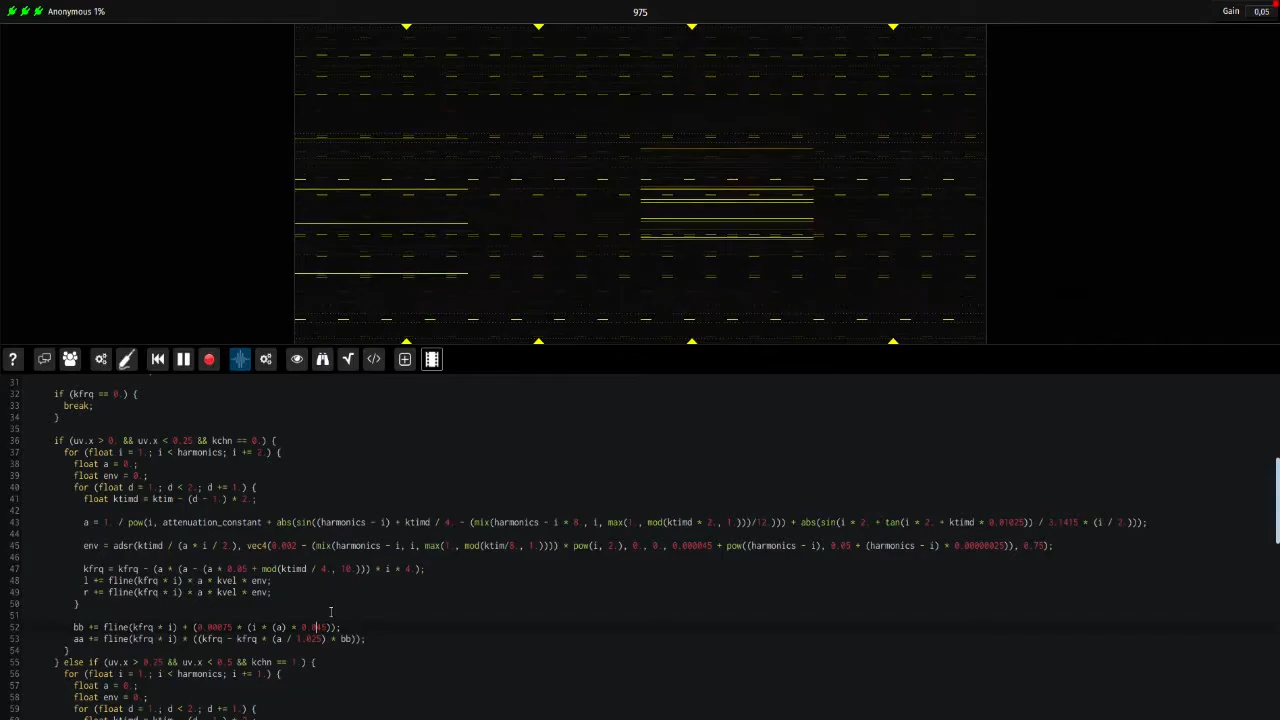 Anonymous 1%
975
Gain 0,05
?
31
32 if (kfrq == 0.) {
33 break;
34 }
35
36 if (uv.x > 0. && uv.x < 0.25 && kchn == 0.) {
37 for (float i = 1.; i < harmonics; i += 2.) {
38 float a = 0.;
39 float env = 0.;
40 for (float d = 1.; d < 2.; d += 1.) {
41 float ktimd = ktim - (d - 1.) * 2.;
42
43 a = 1. / pow(i, attenuation_constant + abs(sin((harmonics - i) + ktimd / 4. - (mix(harmonics - i * 8., i, max(1., mod(ktimd * 2., 1.)))/12.))) + abs(sin(i * 2. + tan(i * 2. + ktimd * 0.01025)) / 3.1415 * (i / 2.)));
44
45 env = adsr(ktimd / (a * i / 2.), vec4(0.002 - (mix(harmonics - i, i, max(1., mod(ktim/8., 1.)))) * pow(i, 2.), 0., 0., 0.000045 + pow((harmonics - i), 0.05 + (harmonics - i) * 0.00000025)), 0.75);
46
47 kfrq = kfrq - (a * (a - (a * 0.05 + mod(ktimd / 4., 10.))) * i * 4.);
48 l += fline(kfrq * i) * a * kvel * env;
49 r += fline(kfrq * i) * a * kvel * env;
50 }
51
52 bb += fline(kfrq * i) + (0.00075 * (i * (a) * 0.045));
53 aa += fline(kfrq * i) * ((kfrq - kfrq * (a / 1.025) * bb));
54 }
55 } else if (uv.x > 0.25 && uv.x < 0.5 && kchn == 1.) {
56 for (float i = 1.; i < harmonics; i += 1.) {
57 float a = 0.;
58 float env = 0.;
59 for (float d = 1.; d < 2.; d += 1.) {